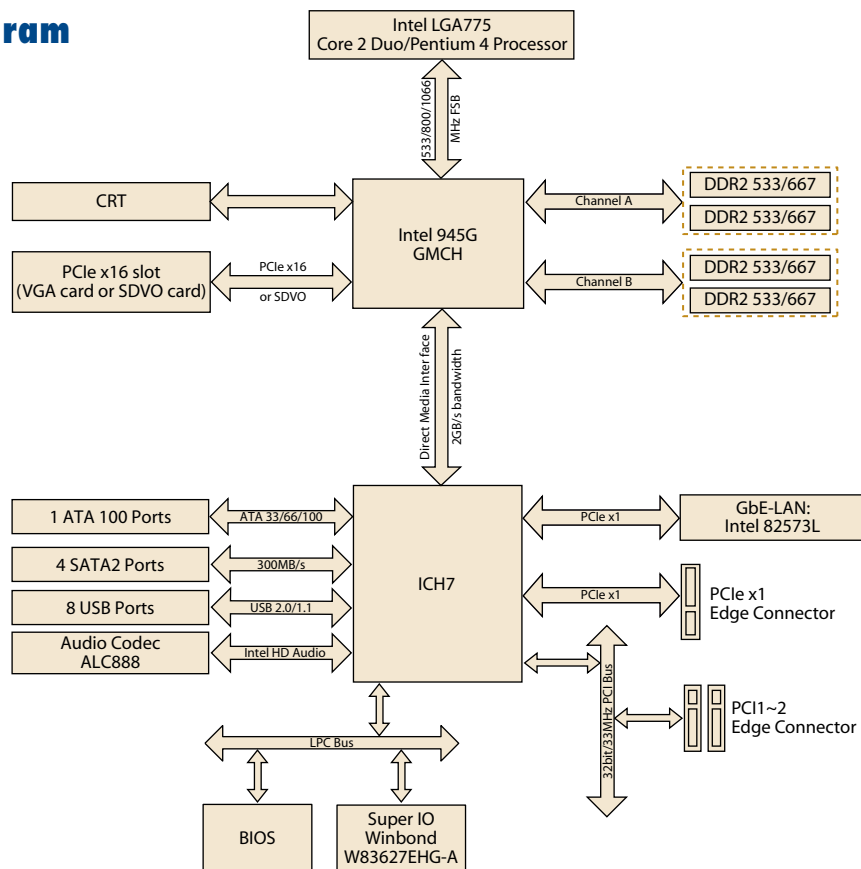 ram
Intel LGA775
Core 2 Duo/Pentium 4 Processor
533/800/1066
MHz FSB
CRT
PCIe x16 slot
(VGA card or SDVO card)
PCIe x16
or SDVO
Intel 945G
GMCH
Channel A
DDR2 533/667
DDR2 533/667
Channel B
DDR2 533/667
DDR2 533/667
Direct Media Interface
2GB/s bandwidth
1 ATA 100 Ports
ATA 33/66/100
4 SATA2 Ports
300MB/s
8 USB Ports
USB 2.0/1.1
Audio Codec
ALC888
Intel HD Audio
ICH7
PCIe x1
GbE-LAN:
Intel 82573L
PCIe x1
PCIe x1
Edge Connector
32bit/33MHz PCI Bus
PCI1~2
Edge Connector
LPC Bus
BIOS
Super IO
Winbond
W83627EHG-A